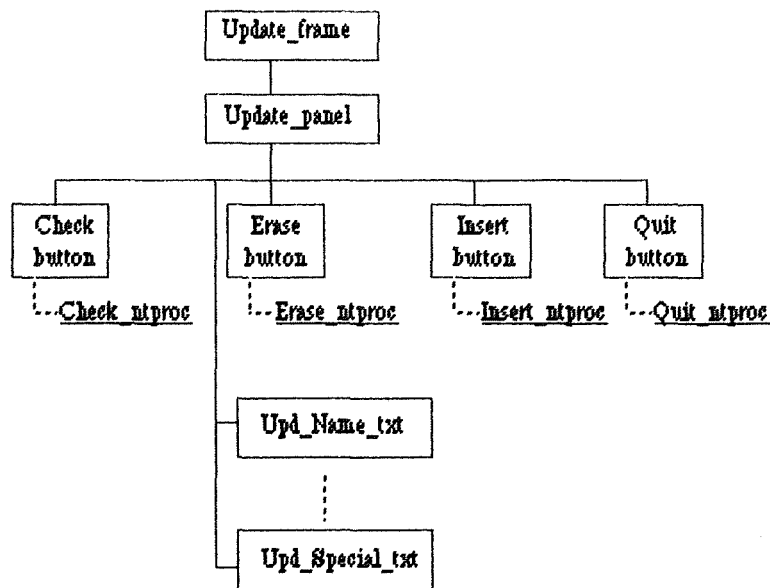 Update_frame
Update_panel
Check
button
Erase
button
Insert
button
Quit
button
Check_ntproc
Erase_ntproc
Insert_ntproc
Quit_ntproc
Upd_Name_txt
Upd_Special_txt